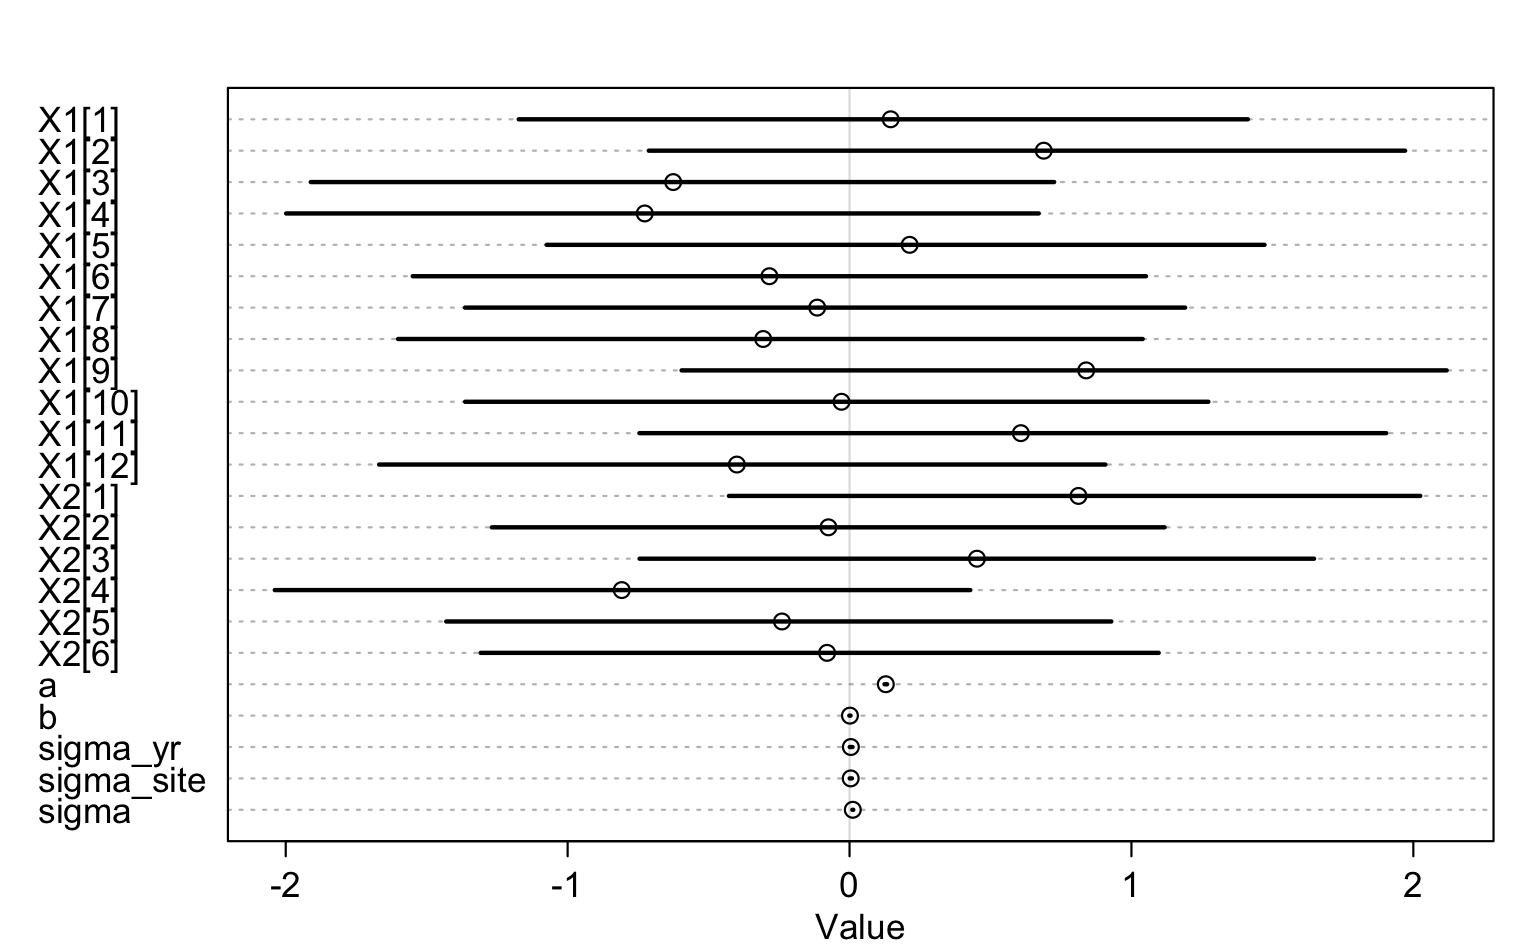 X1[1]
X1[2]
X1[3]
X1[4]
X1[5]
X1[6]
X1[7]
X1[8]
X1[9]
X1[10]
X1[11]
X1[12]
X2[1]
X2[2]
X2[3]
X2[4]
X2[5]
X2[6]
a
b
sigma_yr
sigma_site
sigma
-2 -1 0 1 2
Value